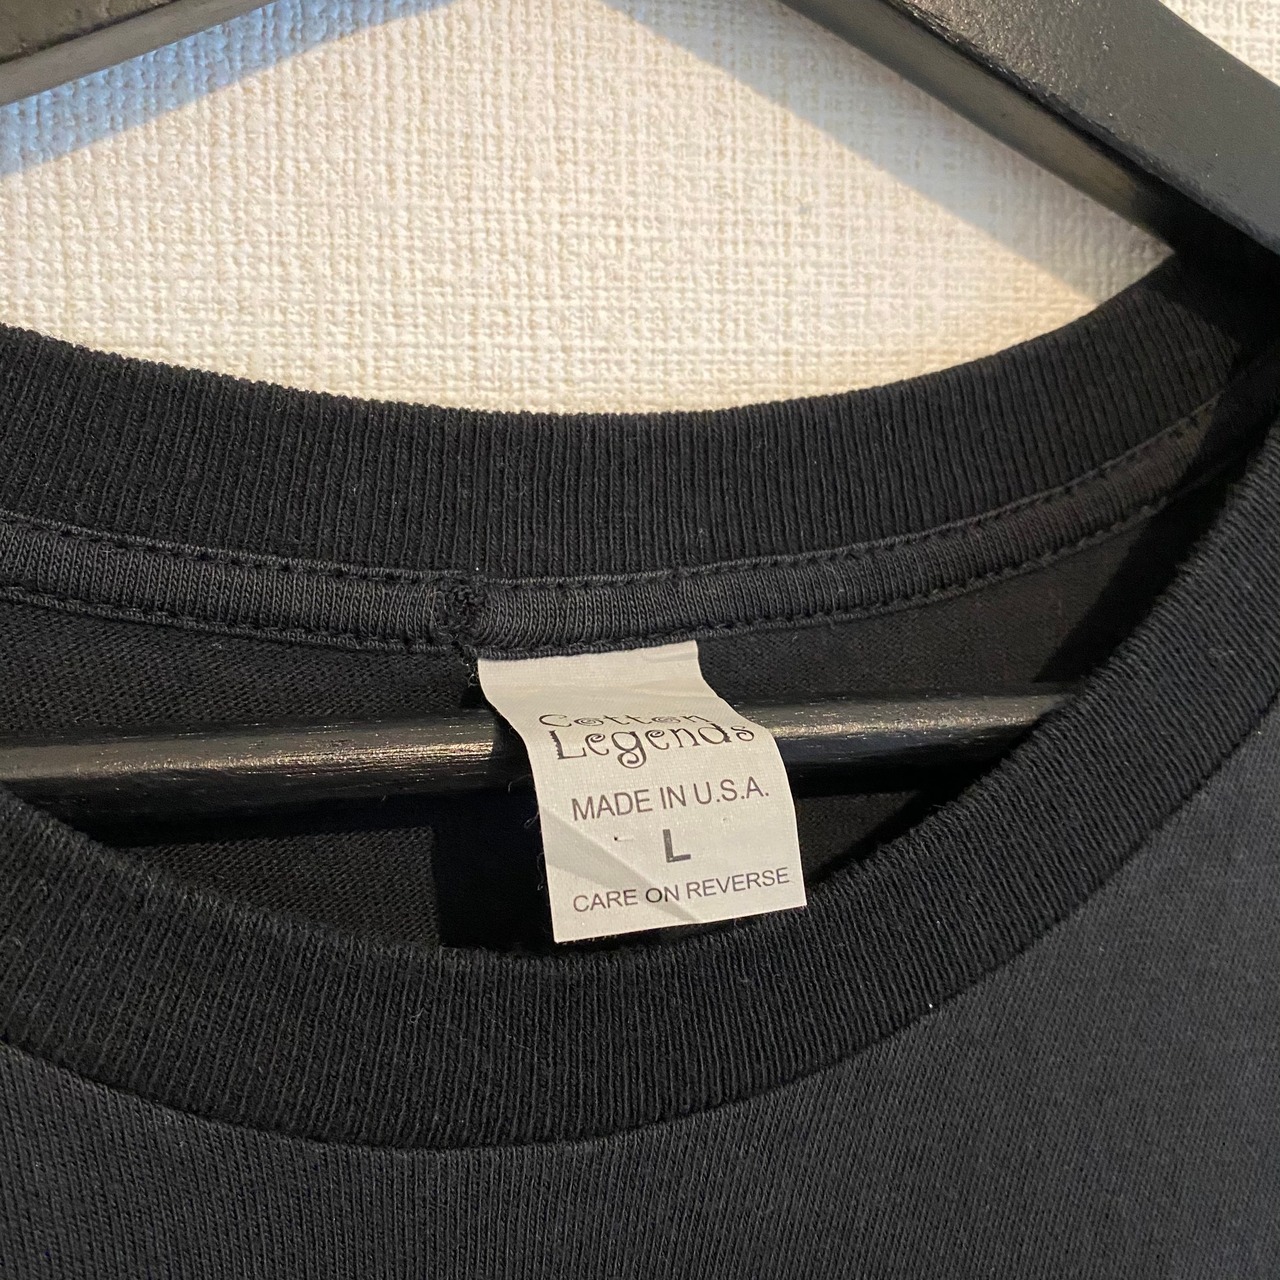 Cotton
Legends
MADE IN U.S.A.
L
CARE ON REVERSE